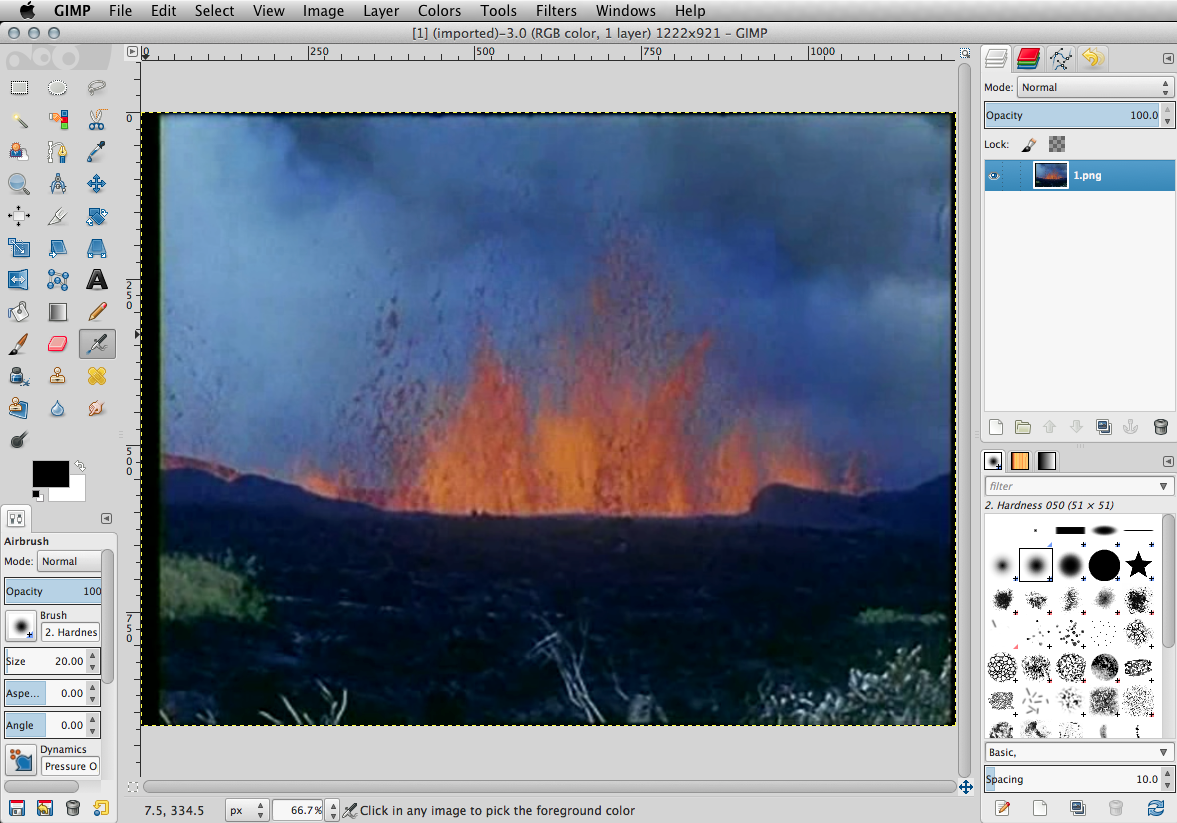 GIMP File Edit Select View Image Layer Colors Tools Filters Windows Help
[1] (imported)-3.0 (RGB color, 1 layer) 1222x921 – GIMP
0 250 500 750 1000
0
250
500
750
Airbrush
Mode: Normal
Opacity 100
Brush
2. Hardnes
Size 20.00
Aspe... 0.00
Angle 0.00
Dynamics
Pressure O
7.5, 334.5 px 66.7% Click in any image to pick the foreground color
Mode: Normal
Opacity 100.0
Lock:
1.png
filter
2. Hardness 050 (51 × 51)
Basic,
Spacing 10.0